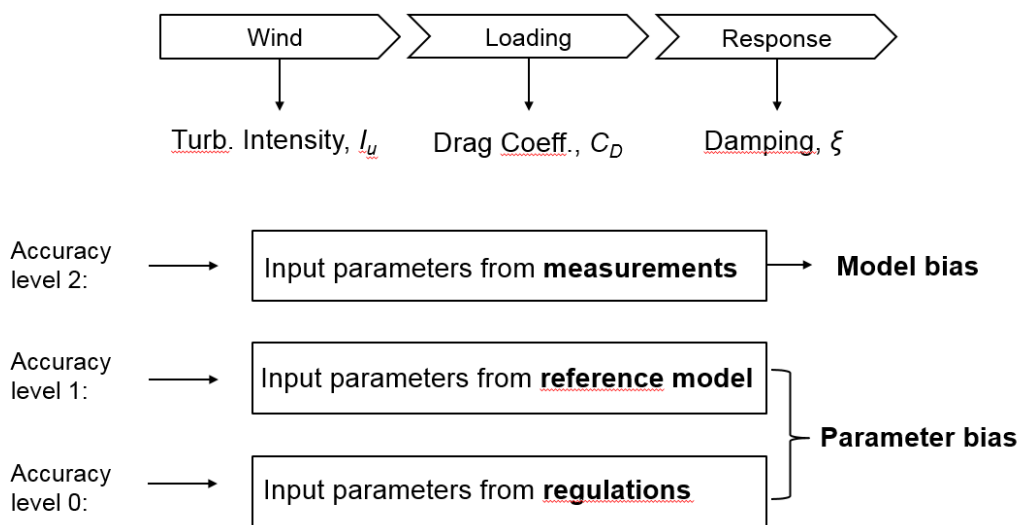 Wind
Loading
Response
Turb. Intensity, Iu
Drag Coeff., CD
Damping, ξ
Accuracy
level 2:
Input parameters from measurements
Model bias
Accuracy
level 1:
Input parameters from reference model
Parameter bias
Accuracy
level 0:
Input parameters from regulations